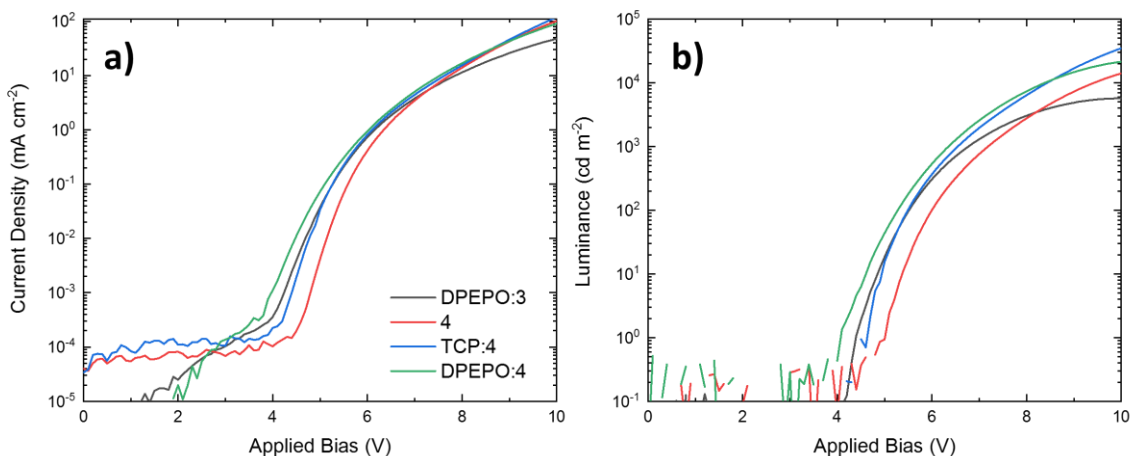 a)
Current Density (mA cm⁻²)
10²
10¹
10⁰
10⁻¹
10⁻²
10⁻³
10⁻⁴
10⁻⁵
0 2 4 6 8 10
Applied Bias (V)
DPEPO:3
4
TCP:4
DPEPO:4
b)
Luminance (cd m⁻²)
10⁵
10⁴
10³
10²
10¹
10⁰
10⁻¹
0 2 4 6 8 10
Applied Bias (V)